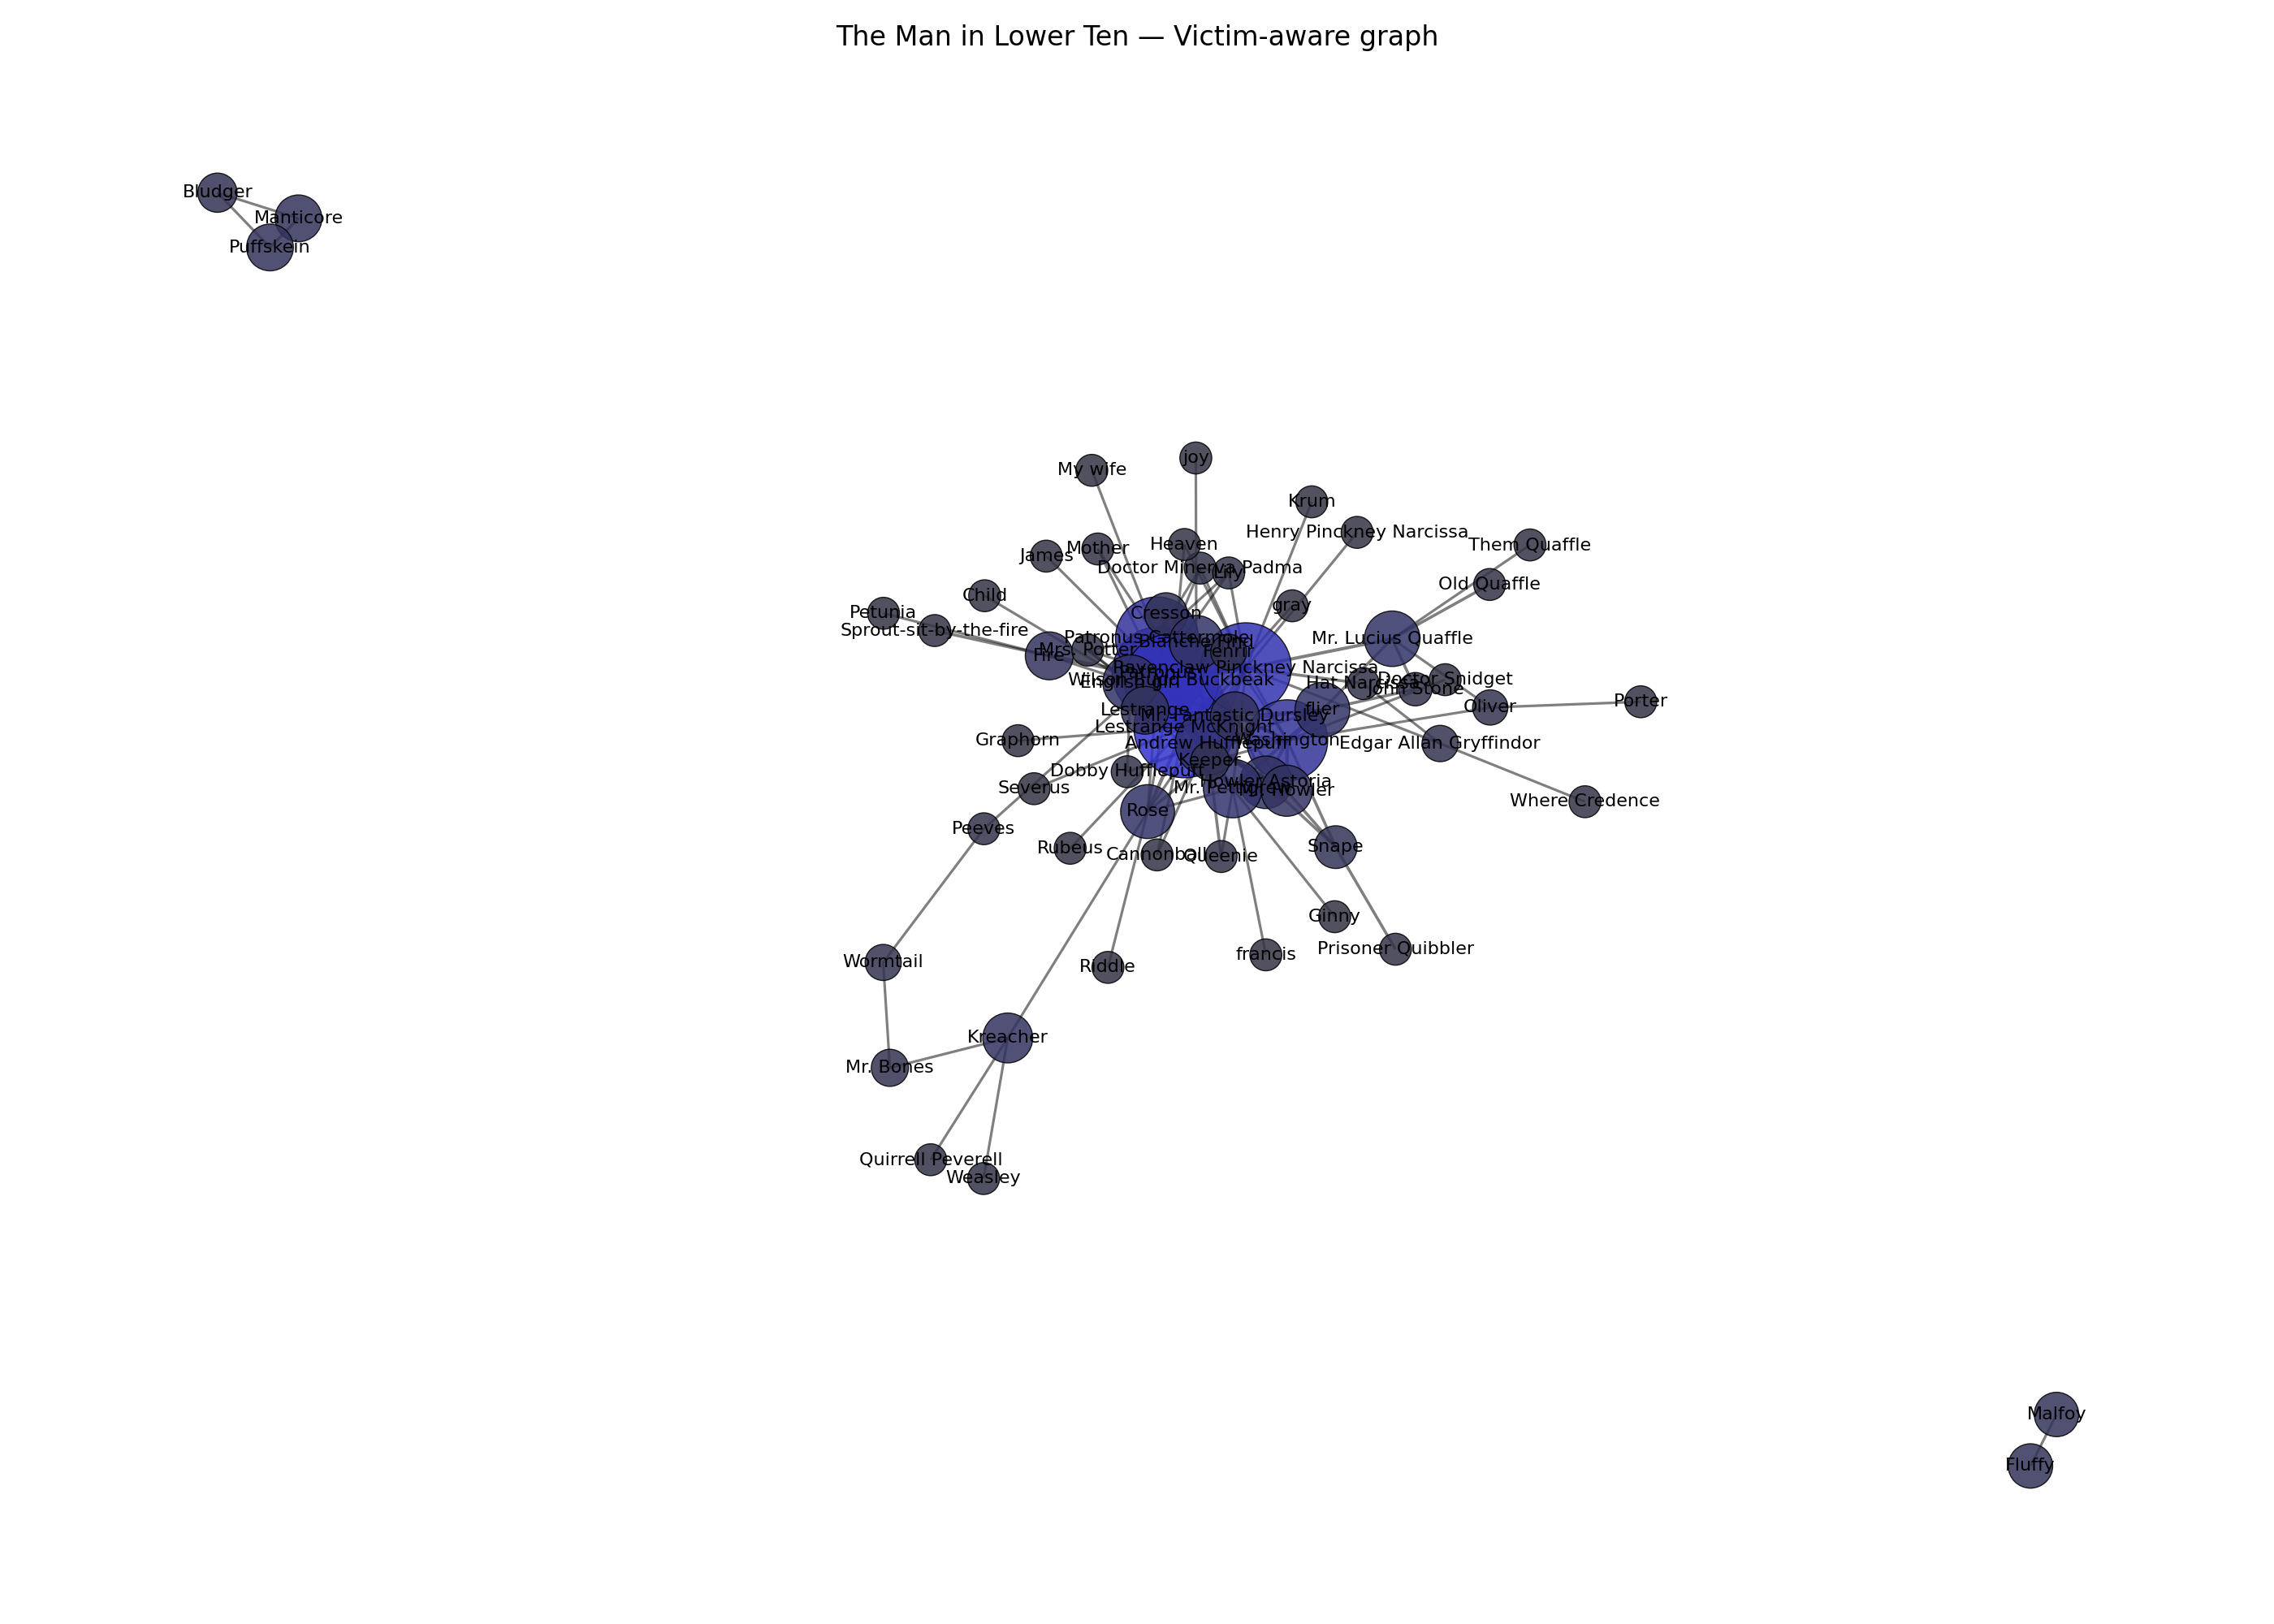 The Man in Lower Ten — Victim-aware graph
Bludger
Manticore
Puffskein
joy
My wife
Krum
Henry Pinckney Narcissa
Heaven
Them Quaffle
Mother
James
Doctor Minerva Padma
Lily
Old Quaffle
Child
gray
Petunia
Cresson
Sprout-sit-by-the-fire
Patronus Cattermole
Mr. Lucius Quaffle
Blanche
Mrs. Potter
Fenrir
Fire
Ravenclaw Pinckney Narcissa
Patronus
Wilson Budd Buckbeak
English girl
Hat Narcissa
Doctor Snidget
John Stone
Porter
Oliver
Lestrange
flier
Mr. Fantastic Dursley
Lestrange McKnight
Graphorn
Andrew Hufflepuff
Washington
Edgar Allan Gryffindor
Keeper
Dobby Hufflepuff
Howler Astoria
Severus
Mr. Pettigrew
Mr. Howler
Where Credence
Rose
Peeves
Rubeus
Cannonball
Queenie
Snape
Ginny
Prisoner Quibbler
francis
Wormtail
Riddle
Kreacher
Mr. Bones
Quirrell Peverell
Weasley
Malfoy
Fluffy